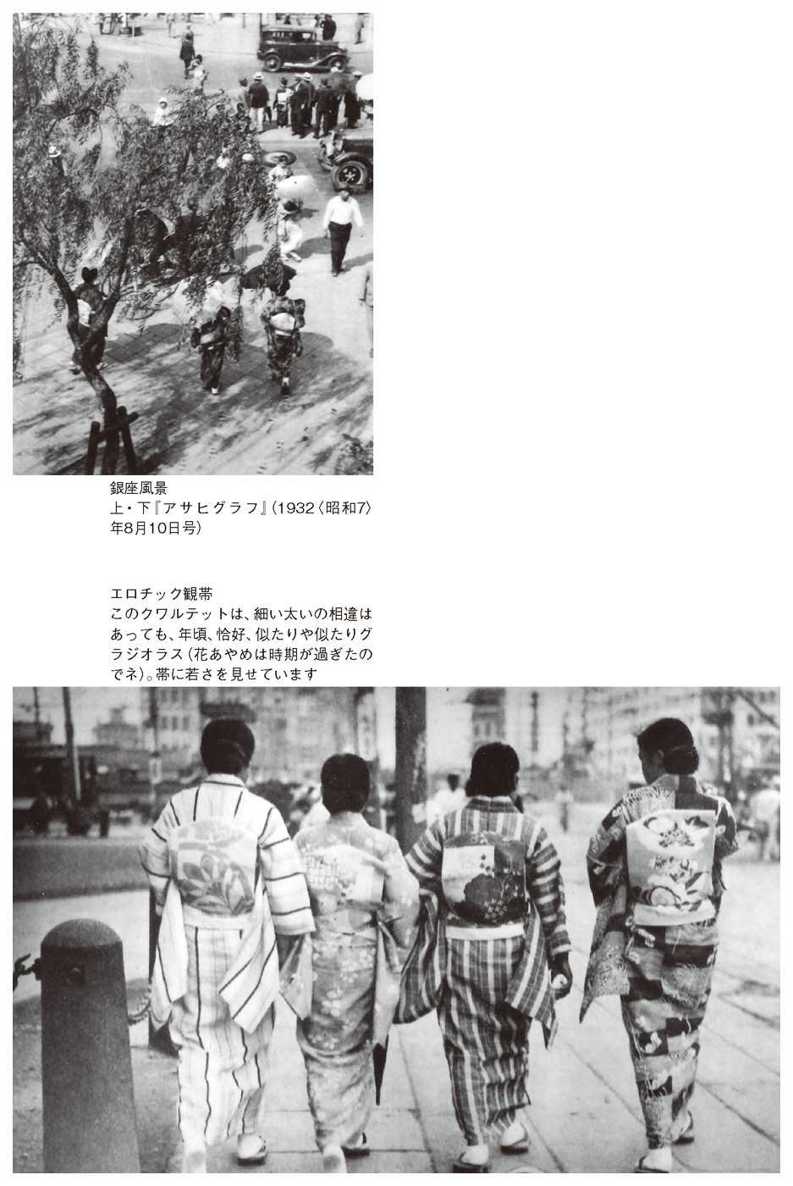 銀座風景
上・下『アサヒグラフ』(1932〈昭和7〉
年8月10日号)
エロチック観帯
このクワルテットは、細い太いの相違は
あっても、年頃、恰好、似たりや似たりグ
ラジオラス(花あやめは時期が過ぎたの
でネ)。帯に若さを見せています